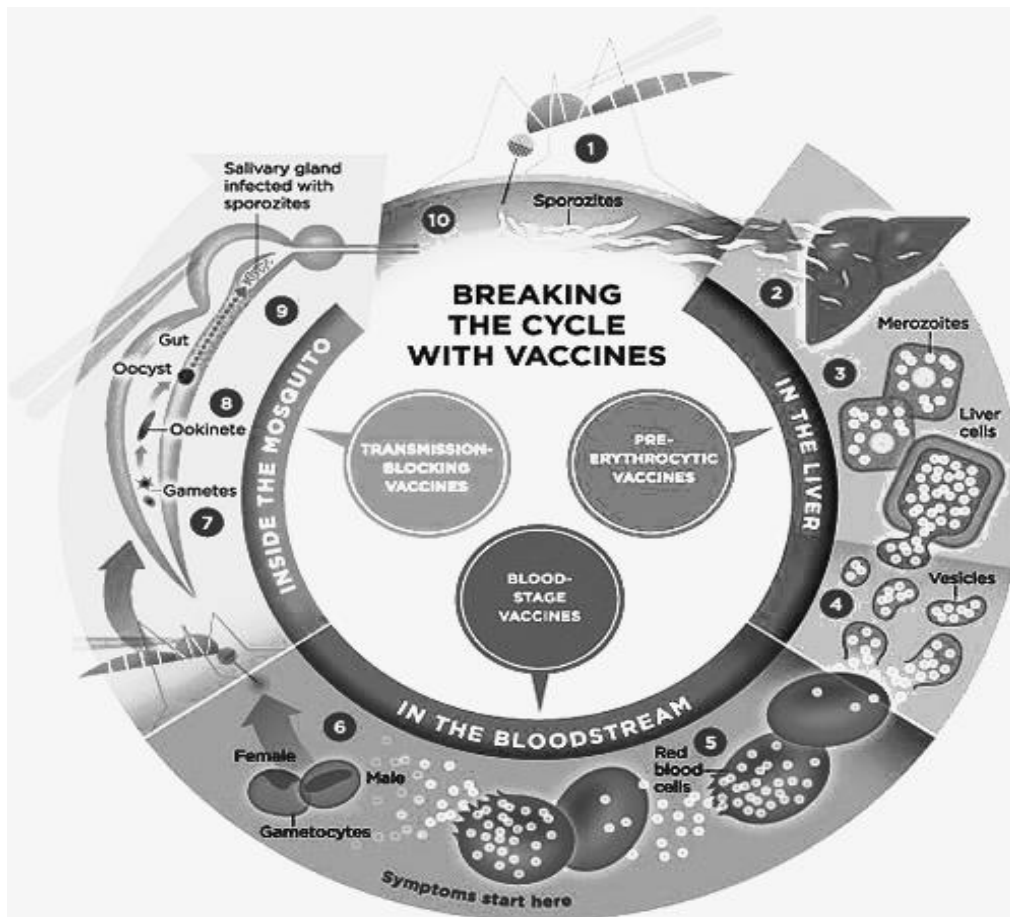 1
Salivary gland
infected with
sporozites
10
Sporozites
2
BREAKING
THE CYCLE
WITH VACCINES
Merozoites
9
3
Gut
Oocyst
8
Liver
cells
Ookinete
TRANSMISSION-
BLOCKING
VACCINES
PRE-
ERYTHROCYTIC
VACCINES
INSIDE THE MOSQUITO
IN THE LIVER
Gametes
7
BLOOD-
STAGE
VACCINES
Vesicles
4
IN THE BLOODSTREAM
6
5
Red
blood
cells
Female
Male
Gametocytes
Symptoms start here